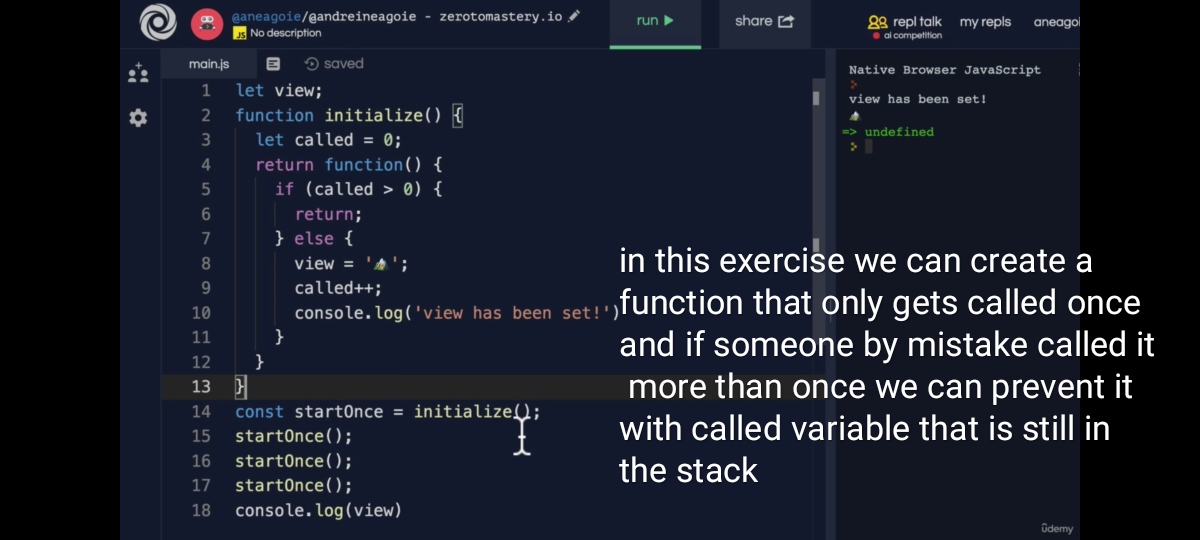 @aneagoie/@andreineagoie - zerotomastery.io
JS No description
run
share
repl talk
ai competition
my repls
aneagoi
main.js
saved
1 let view;
2 function initialize() {
3 let called = 0;
4 return function() {
5 if (called > 0) {
6 return;
7 } else {
8 view = '🏔';
9 called++;
10 console.log('view has been set!')
11 }
12 }
13 }
14 const startOnce = initialize();
15 startOnce();
16 startOnce();
17 startOnce();
18 console.log(view)
Native Browser JavaScript
view has been set!
🏔
=> undefined
in this exercise we can create a
function that only gets called once
and if someone by mistake called it
more than once we can prevent it
with called variable that is still in
the stack
ûdemy